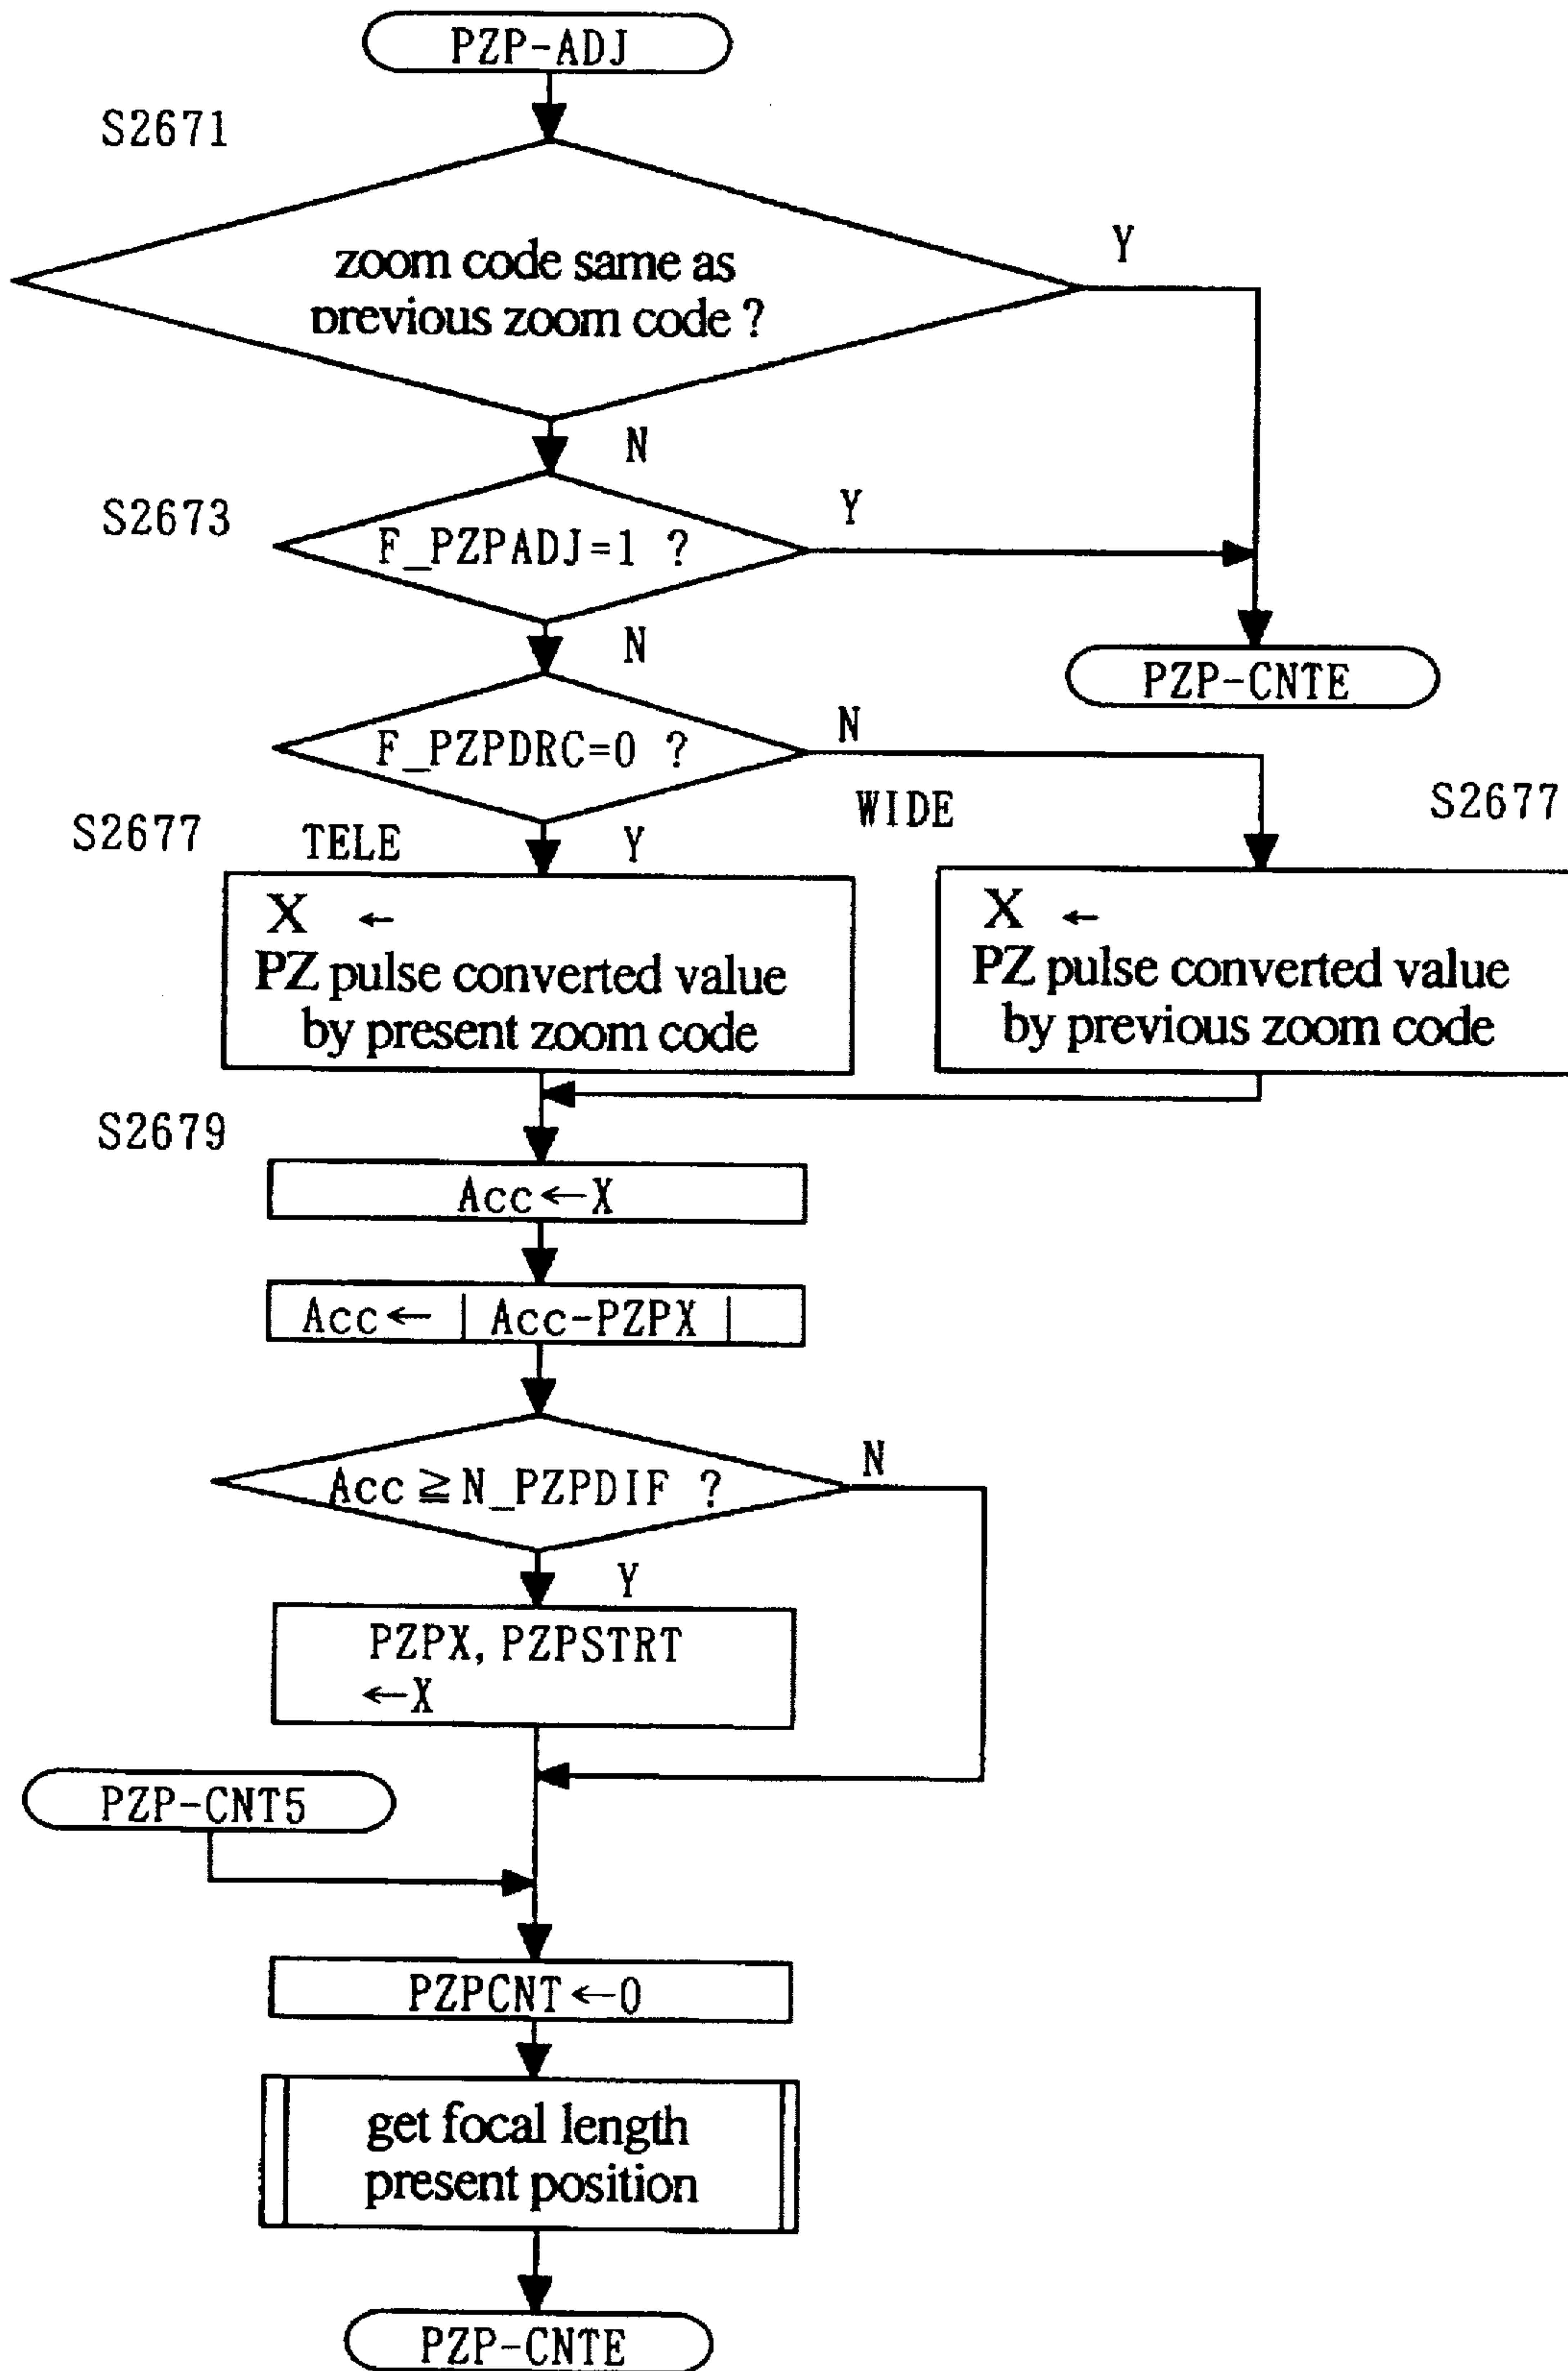 PZP-ADJ
S2671
zoom code same as
previous zoom code ?
Y
N
S2673
F_PZPADJ=1 ?
Y
N
PZP-CNTE
F_PZPDRC=0 ?
N
WIDE
S2677
S2677
TELE
Y
X ←
PZ pulse converted value
by present zoom code
X ←
PZ pulse converted value
by previous zoom code
S2679
Acc←X
Acc← | Acc-PZPX |
Acc≧N_PZPDIF ?
N
Y
PZPX, PZPSTRT
←X
PZP-CNT5
PZPCNT←0
get focal length
present position
PZP-CNTE